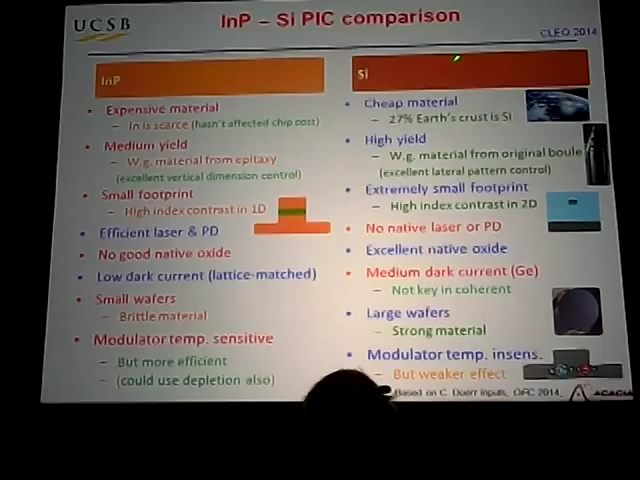 UCSB
InP – Si PIC comparison
CLEO 2014
InP
• Expensive material
– In is scarce (hasn't affected chip cost)
• Medium yield
– W.g. material from epitaxy
(excellent vertical dimension control)
• Small footprint
– High index contrast in 1D
• Efficient laser & PD
• No good native oxide
• Low dark current (lattice-matched)
• Small wafers
– Brittle material
• Modulator temp. sensitive
– But more efficient
– (could use depletion also)
Si
• Cheap material
– 27% Earth's crust is Si
• High yield
– W.g. material from original boule
(excellent lateral pattern control)
• Extremely small footprint
– High index contrast in 2D
• No native laser or PD
• Excellent native oxide
• Medium dark current (Ge)
– Not key in coherent
• Large wafers
– Strong material
• Modulator temp. insens.
– But weaker effect
Based on C. Doerr inputs, OFC 2014,
ACACIA